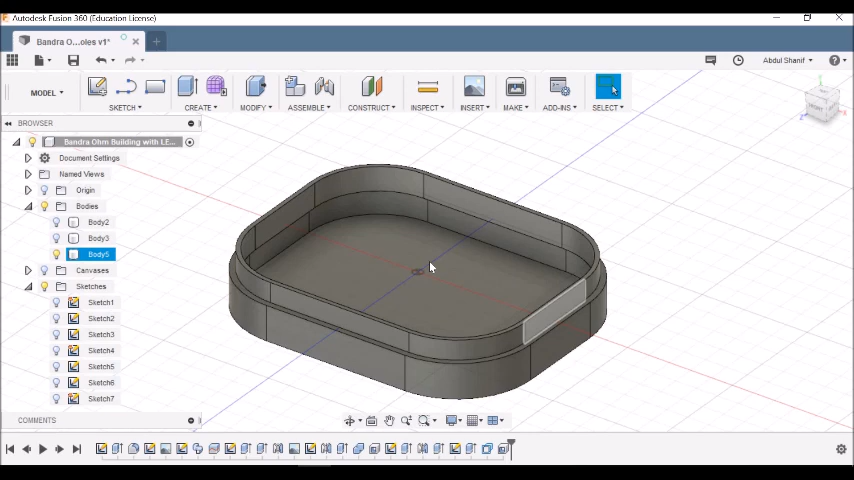 Autodesk Fusion 360 (Education License)
Bandra O...oles v1*
Abdul Shanif
MODEL
SKETCH
CREATE
MODIFY
ASSEMBLE
CONSTRUCT
INSPECT
INSERT
MAKE
ADD-INS
SELECT
BROWSER
Bandra Ohm Building with LE...
Document Settings
Named Views
Origin
Bodies
Body2
Body3
Body5
Canvases
Sketches
Sketch1
Sketch2
Sketch3
Sketch4
Sketch5
Sketch6
Sketch7
COMMENTS